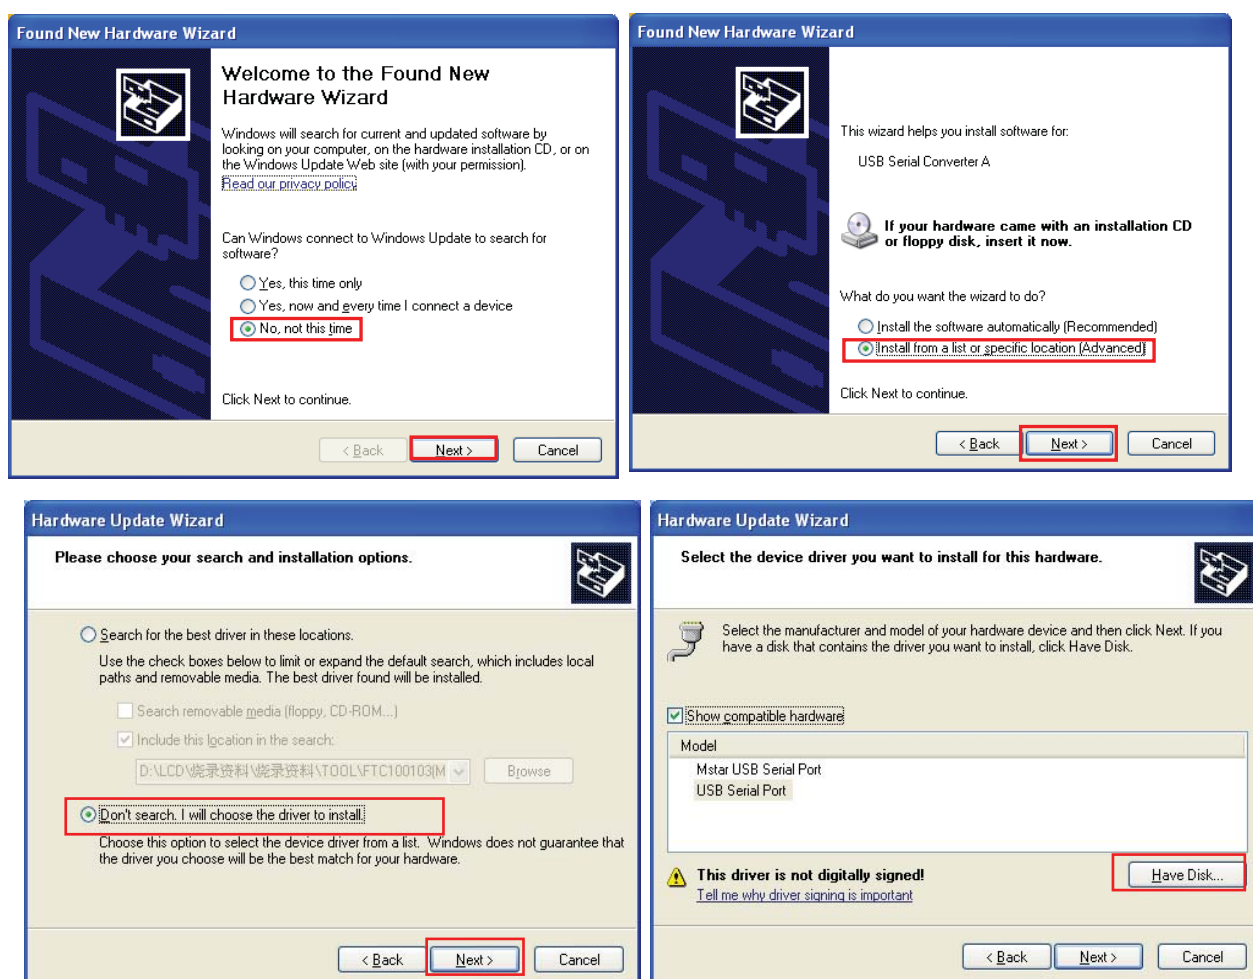 Found New Hardware Wizard
Welcome to the Found New
Hardware Wizard
Windows will search for current and updated software by
looking on your computer, on the hardware installation CD, or on
the Windows Update Web site (with your permission).
Read our privacy policy
Can Windows connect to Windows Update to search for
software?
Yes, this time only
Yes, now and every time I connect a device
No, not this time
Click Next to continue.
< Back
Next >
Cancel
Found New Hardware Wizard
This wizard helps you install software for:
USB Serial Converter A
If your hardware came with an installation CD
or floppy disk, insert it now.
What do you want the wizard to do?
Install the software automatically (Recommended)
Install from a list or specific location (Advanced)
Click Next to continue.
< Back
Next >
Cancel
Hardware Update Wizard
Please choose your search and installation options.
Search for the best driver in these locations.
Use the check boxes below to limit or expand the default search, which includes local
paths and removable media. The best driver found will be installed.
Search removable media (floppy, CD-ROM...)
Include this location in the search:
D:\LCD\烧录资料\烧录资料\TOOL\FTC100103(M
Browse
Don't search. I will choose the driver to install.
Choose this option to select the device driver from a list. Windows does not guarantee that
the driver you choose will be the best match for your hardware.
< Back
Next >
Cancel
Hardware Update Wizard
Select the device driver you want to install for this hardware.
Select the manufacturer and model of your hardware device and then click Next. If you
have a disk that contains the driver you want to install, click Have Disk.
Show compatible hardware
Model
Mstar USB Serial Port
USB Serial Port
This driver is not digitally signed!
Tell me why driver signing is important
Have Disk...
< Back
Next >
Cancel